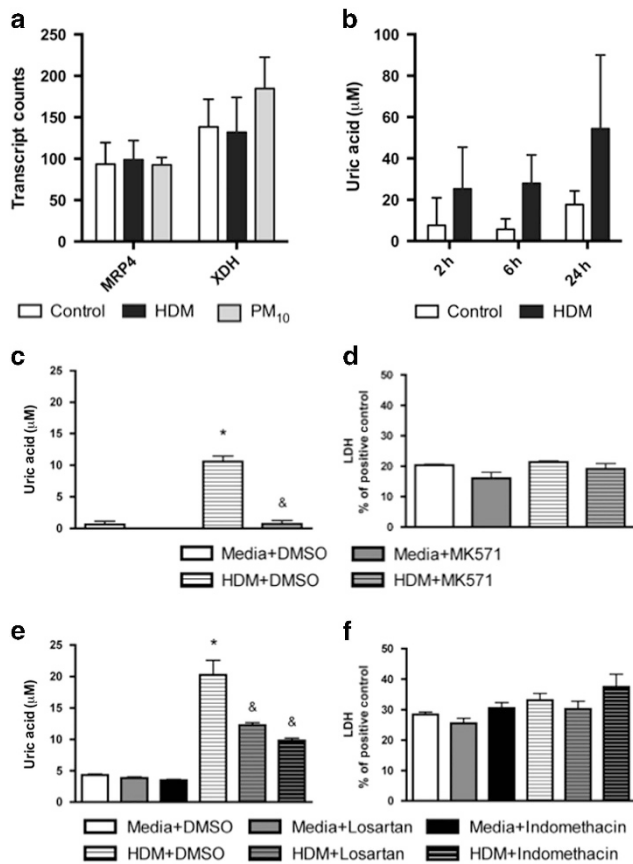 a
Transcript counts
250
200
150
100
50
0
MRP4
XDH
Control HDM PM10
b
Uric acid (μM)
100
80
60
40
20
0
2 h
6 h
24 h
Control HDM
c
Uric acid (μM)
25
20
15
10
5
0
*
&
d
LDH
% of positive control
50
40
30
20
10
0
Media+DMSO Media+MK571
HDM+DMSO HDM+MK571
e
Uric acid (μM)
25
20
15
10
5
0
*
&
&
f
LDH
% of positive control
50
40
30
20
10
0
Media+DMSO Media+Losartan Media+Indomethacin
HDM+DMSO HDM+Losartan HDM+Indomethacin